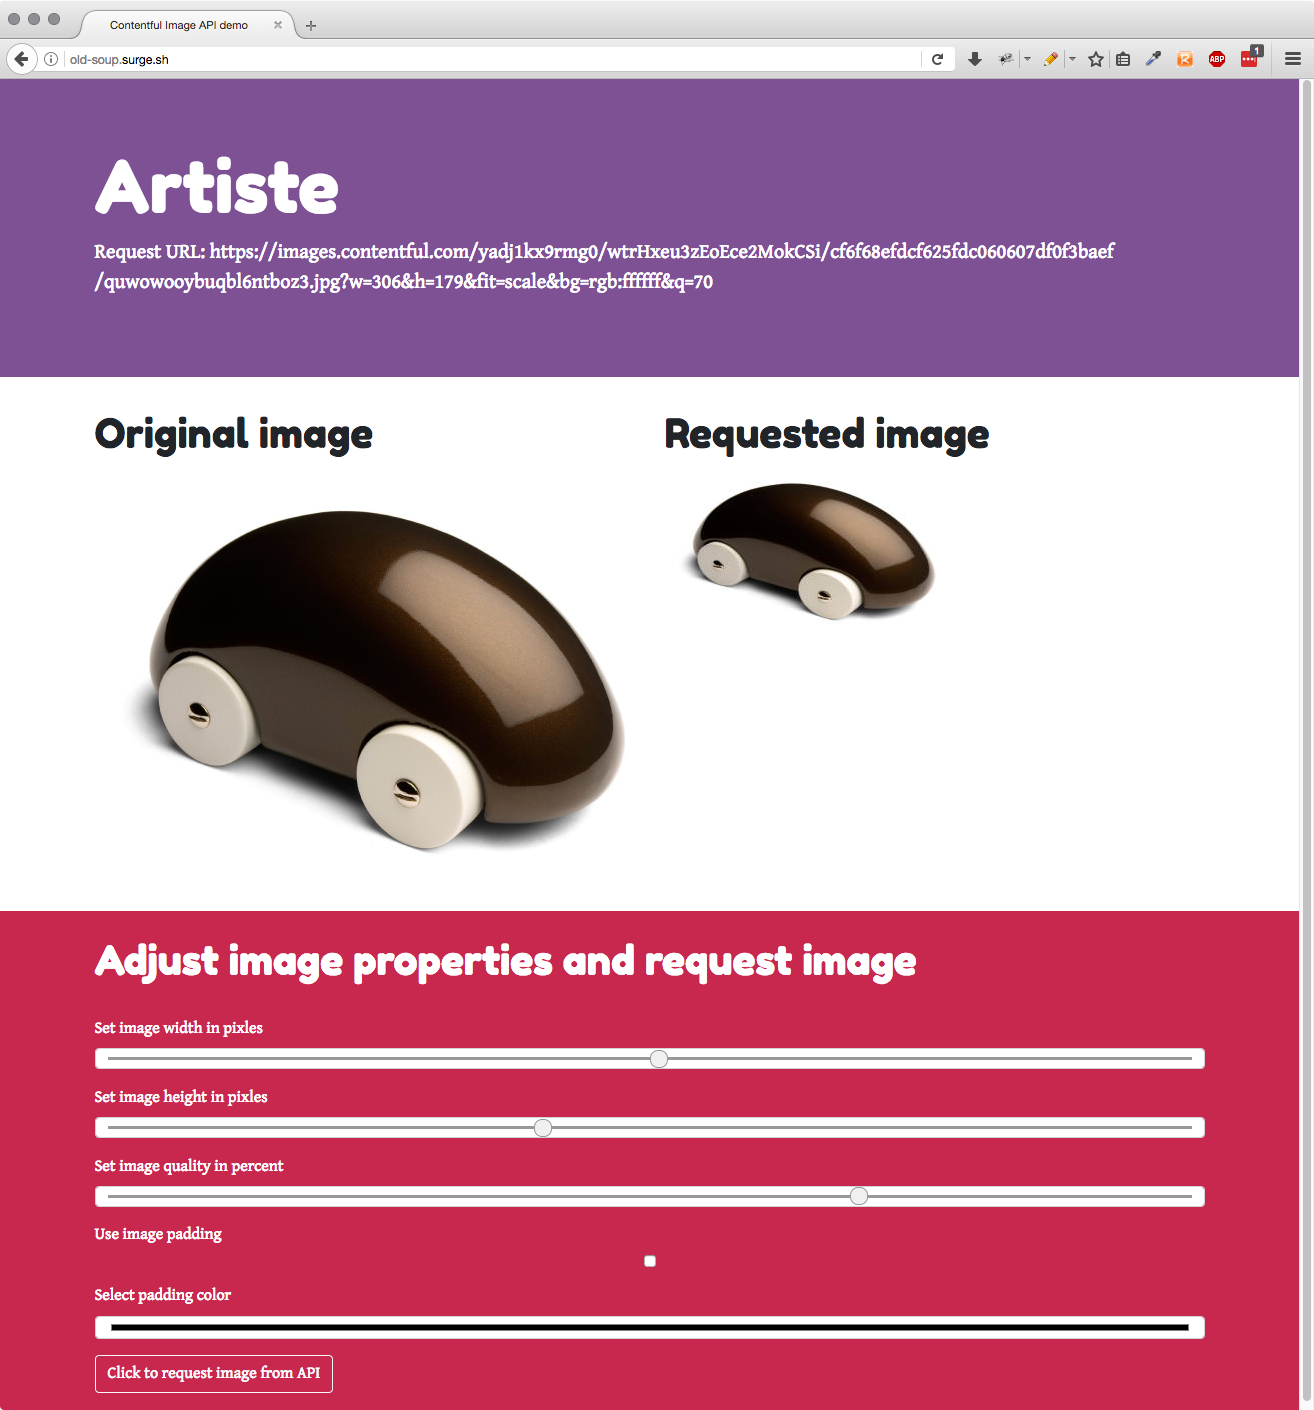 Contentful Image API demo
old-soup.surge.sh
ABP
1
Artiste
Request URL: https://images.contentful.com/yadj1kx9rmg0/wtrHxeu3zEoEce2MokCSi/cf6f68efdcf625fdc060607df0f3baef
/quwowooybuqbl6ntboz3.jpg?w=306&h=179&fit=scale&bg=rgb:ffffff&q=70
Original image
Requested image
Adjust image properties and request image
Set image width in pixles
Set image height in pixles
Set image quality in percent
Use image padding
Select padding color
Click to request image from API